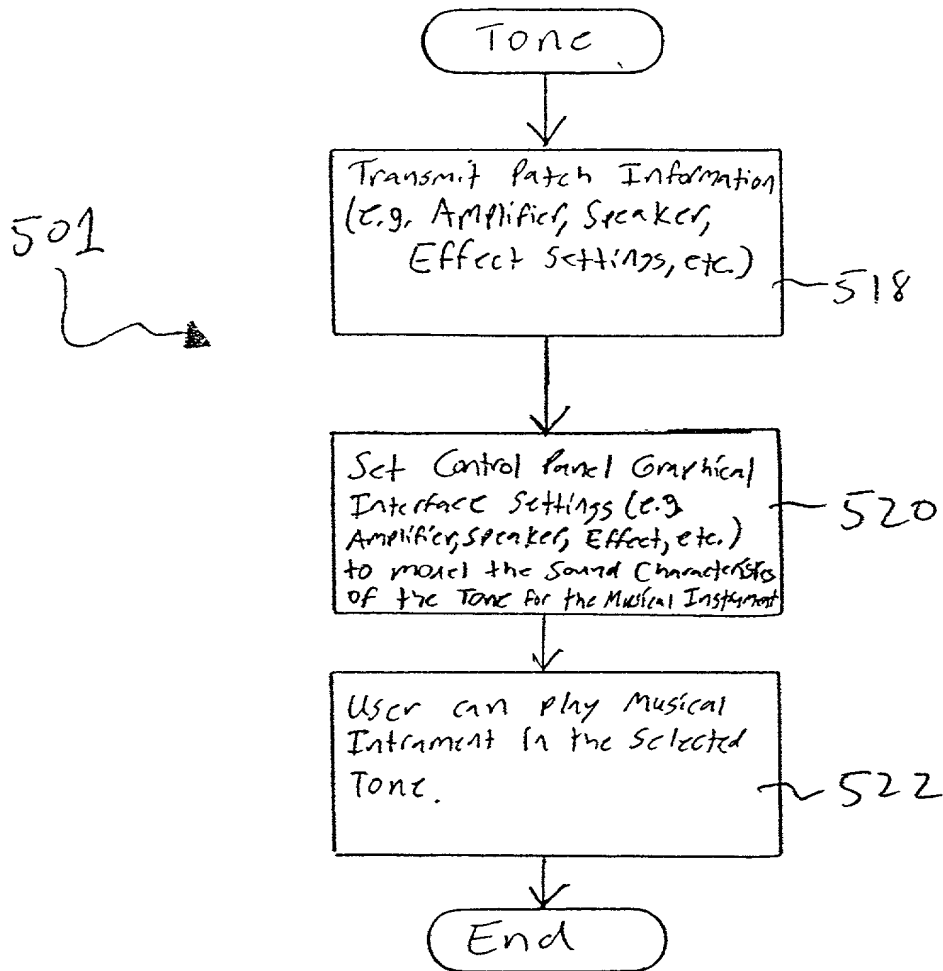 Tone
501
Transmit Patch Information
(e.g. Amplifier, Speaker,
Effect Settings, etc.)
518
Set Control Panel Graphical
Interface Settings (e.g.
Amplifier, Speaker, Effect, etc.)
to model the Sound Characteristics
of the Tone for the Musical Instrument
520
User can play Musical
Intrament in the Selected
Tone.
522
End